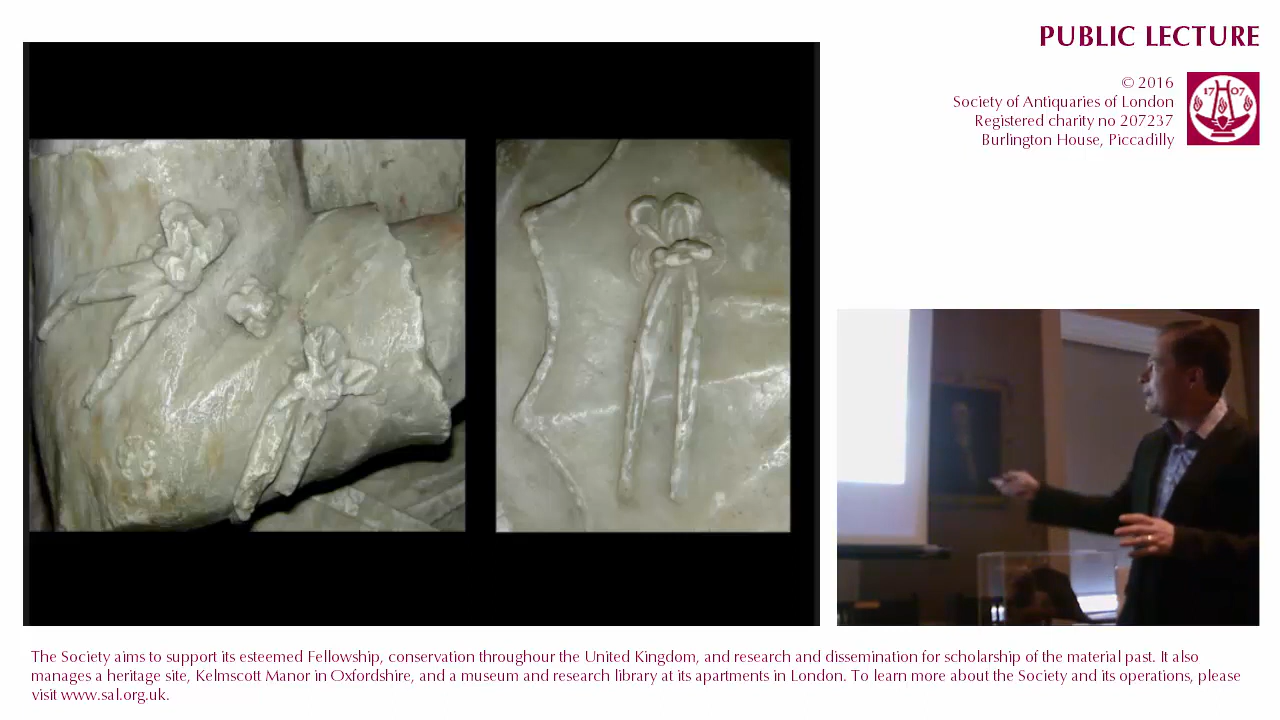 PUBLIC LECTURE
© 2016
Society of Antiquaries of London
Registered charity no 207237
Burlington House, Piccadilly
17 07
The Society aims to support its esteemed Fellowship, conservation throughour the United Kingdom, and research and dissemination for scholarship of the material past. It also
manages a heritage site, Kelmscott Manor in Oxfordshire, and a museum and research library at its apartments in London. To learn more about the Society and its operations, please
visit www.sal.org.uk.